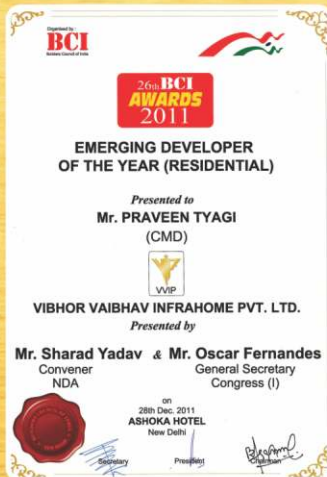 Organised by :
BCI
Builders Council of India
26th BCI
AWARDS
2011
EMERGING DEVELOPER
OF THE YEAR (RESIDENTIAL)
Presented to
Mr. PRAVEEN TYAGI
(CMD)
VVIP
VIBHOR VAIBHAV INFRAHOME PVT. LTD.
Presented by
Mr. Sharad Yadav & Mr. Oscar Fernandes
Convener General Secretary
NDA Congress (I)
on
28th Dec. 2011
ASHOKA HOTEL
New Delhi
Secretary President Chairman